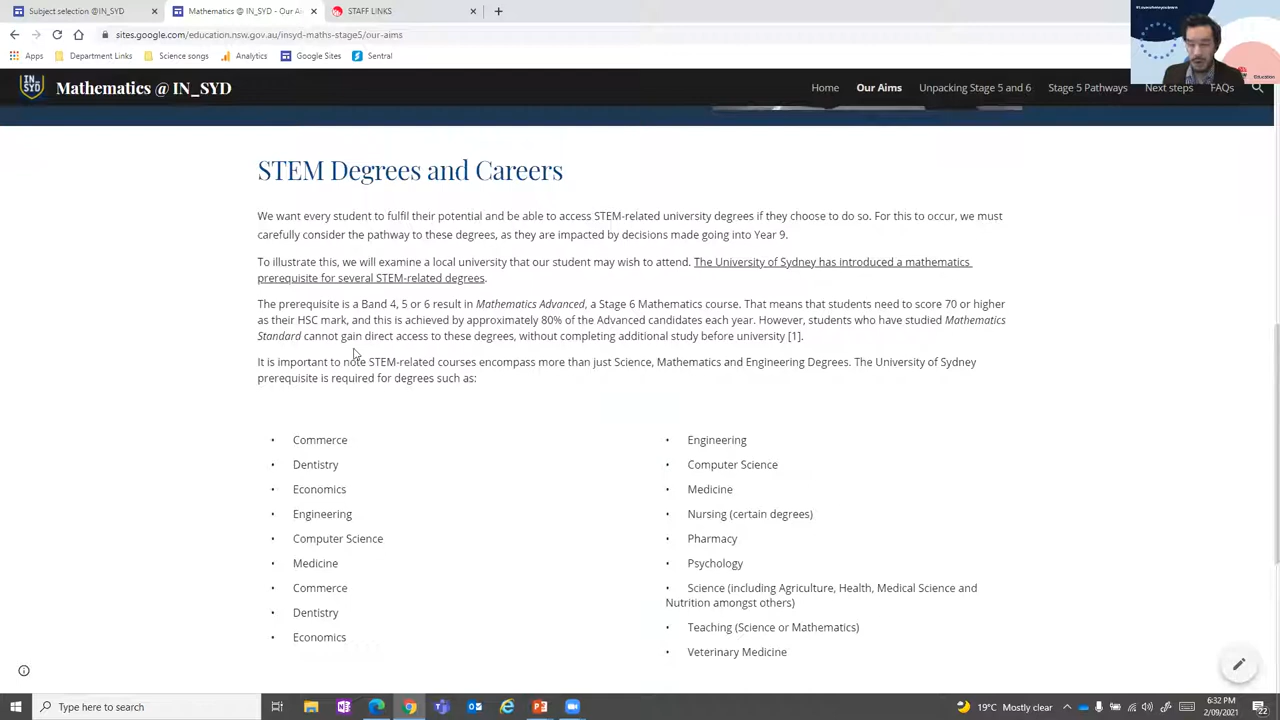 Subject selection @IN_SYD
Mathematics @ IN_SYD - Our Aims
STAFF LINKS
sites.google.com/education.nsw.gov.au/insyd-maths-stage5/our-aims
Apps
Department Links
Science songs
Analytics
Google Sites
Sentral
IN_
SYD
Mathematics @ IN_SYD
Home
Our Aims
Unpacking Stage 5 and 6
Stage 5 Pathways
Next steps
FAQs
STEM Degrees and Careers
We want every student to fulfil their potential and be able to access STEM-related university degrees if they choose to do so. For this to occur, we must
carefully consider the pathway to these degrees, as they are impacted by decisions made going into Year 9.
To illustrate this, we will examine a local university that our student may wish to attend. The University of Sydney has introduced a mathematics
prerequisite for several STEM-related degrees.
The prerequisite is a Band 4, 5 or 6 result in Mathematics Advanced, a Stage 6 Mathematics course. That means that students need to score 70 or higher
as their HSC mark, and this is achieved by approximately 80% of the Advanced candidates each year. However, students who have studied Mathematics
Standard cannot gain direct access to these degrees, without completing additional study before university [1].
It is important to note STEM-related courses encompass more than just Science, Mathematics and Engineering Degrees. The University of Sydney
prerequisite is required for degrees such as:
• Commerce
• Dentistry
• Economics
• Engineering
• Computer Science
• Medicine
• Commerce
• Dentistry
• Economics
• Engineering
• Computer Science
• Medicine
• Nursing (certain degrees)
• Pharmacy
• Psychology
• Science (including Agriculture, Health, Medical Science and
Nutrition amongst others)
• Teaching (Science or Mathematics)
• Veterinary Medicine
Type here to search
19°C Mostly clear
6:32 PM
2/09/2021
22